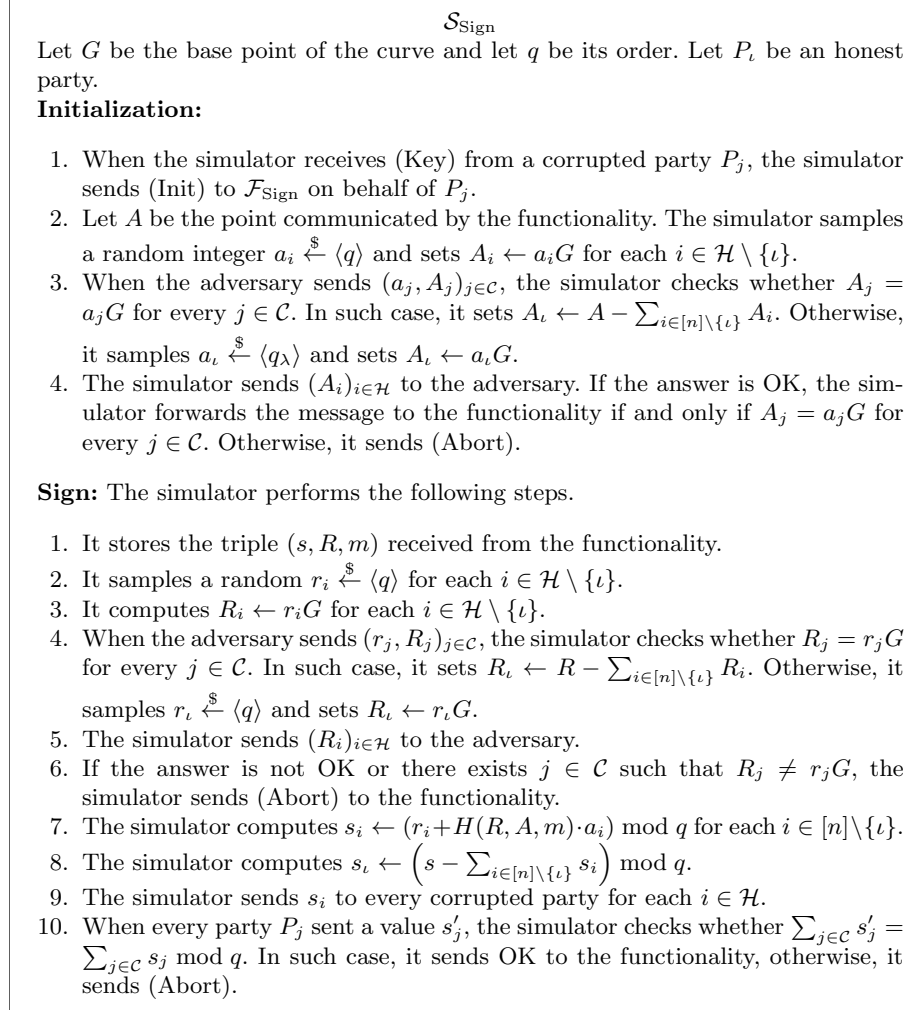 𝒮_Sign
Let G be the base point of the curve and let q be its order. Let P_ι be an honest
party.
Initialization:
1. When the simulator receives (Key) from a corrupted party P_j, the simulator
sends (Init) to ℱ_Sign on behalf of P_j.
2. Let A be the point communicated by the functionality. The simulator samples
a random integer a_i ←$ ⟨q⟩ and sets A_i ← a_iG for each i ∈ ℋ \ {ι}.
3. When the adversary sends (a_j, A_j)_{j∈𝒞}, the simulator checks whether A_j =
a_jG for every j ∈ 𝒞. In such case, it sets A_ι ← A − ∑_{i∈[n]\{ι}} A_i. Otherwise,
it samples a_ι ←$ ⟨q_λ⟩ and sets A_ι ← a_ιG.
4. The simulator sends (A_i)_{i∈ℋ} to the adversary. If the answer is OK, the sim-
ulator forwards the message to the functionality if and only if A_j = a_jG for
every j ∈ 𝒞. Otherwise, it sends (Abort).
Sign: The simulator performs the following steps.
1. It stores the triple (s, R, m) received from the functionality.
2. It samples a random r_i ←$ ⟨q⟩ for each i ∈ ℋ \ {ι}.
3. It computes R_i ← r_iG for each i ∈ ℋ \ {ι}.
4. When the adversary sends (r_j, R_j)_{j∈𝒞}, the simulator checks whether R_j = r_jG
for every j ∈ 𝒞. In such case, it sets R_ι ← R − ∑_{i∈[n]\{ι}} R_i. Otherwise, it
samples r_ι ←$ ⟨q⟩ and sets R_ι ← r_ιG.
5. The simulator sends (R_i)_{i∈ℋ} to the adversary.
6. If the answer is not OK or there exists j ∈ 𝒞 such that R_j ≠ r_jG, the
simulator sends (Abort) to the functionality.
7. The simulator computes s_i ← (r_i+H(R, A, m)·a_i) mod q for each i ∈ [n]\{ι}.
8. The simulator computes s_ι ← (s − ∑_{i∈[n]\{ι}} s_i) mod q.
9. The simulator sends s_i to every corrupted party for each i ∈ ℋ.
10. When every party P_j sent a value s′_j, the simulator checks whether ∑_{j∈𝒞} s′_j =
∑_{j∈𝒞} s_j mod q. In such case, it sends OK to the functionality, otherwise, it
sends (Abort).